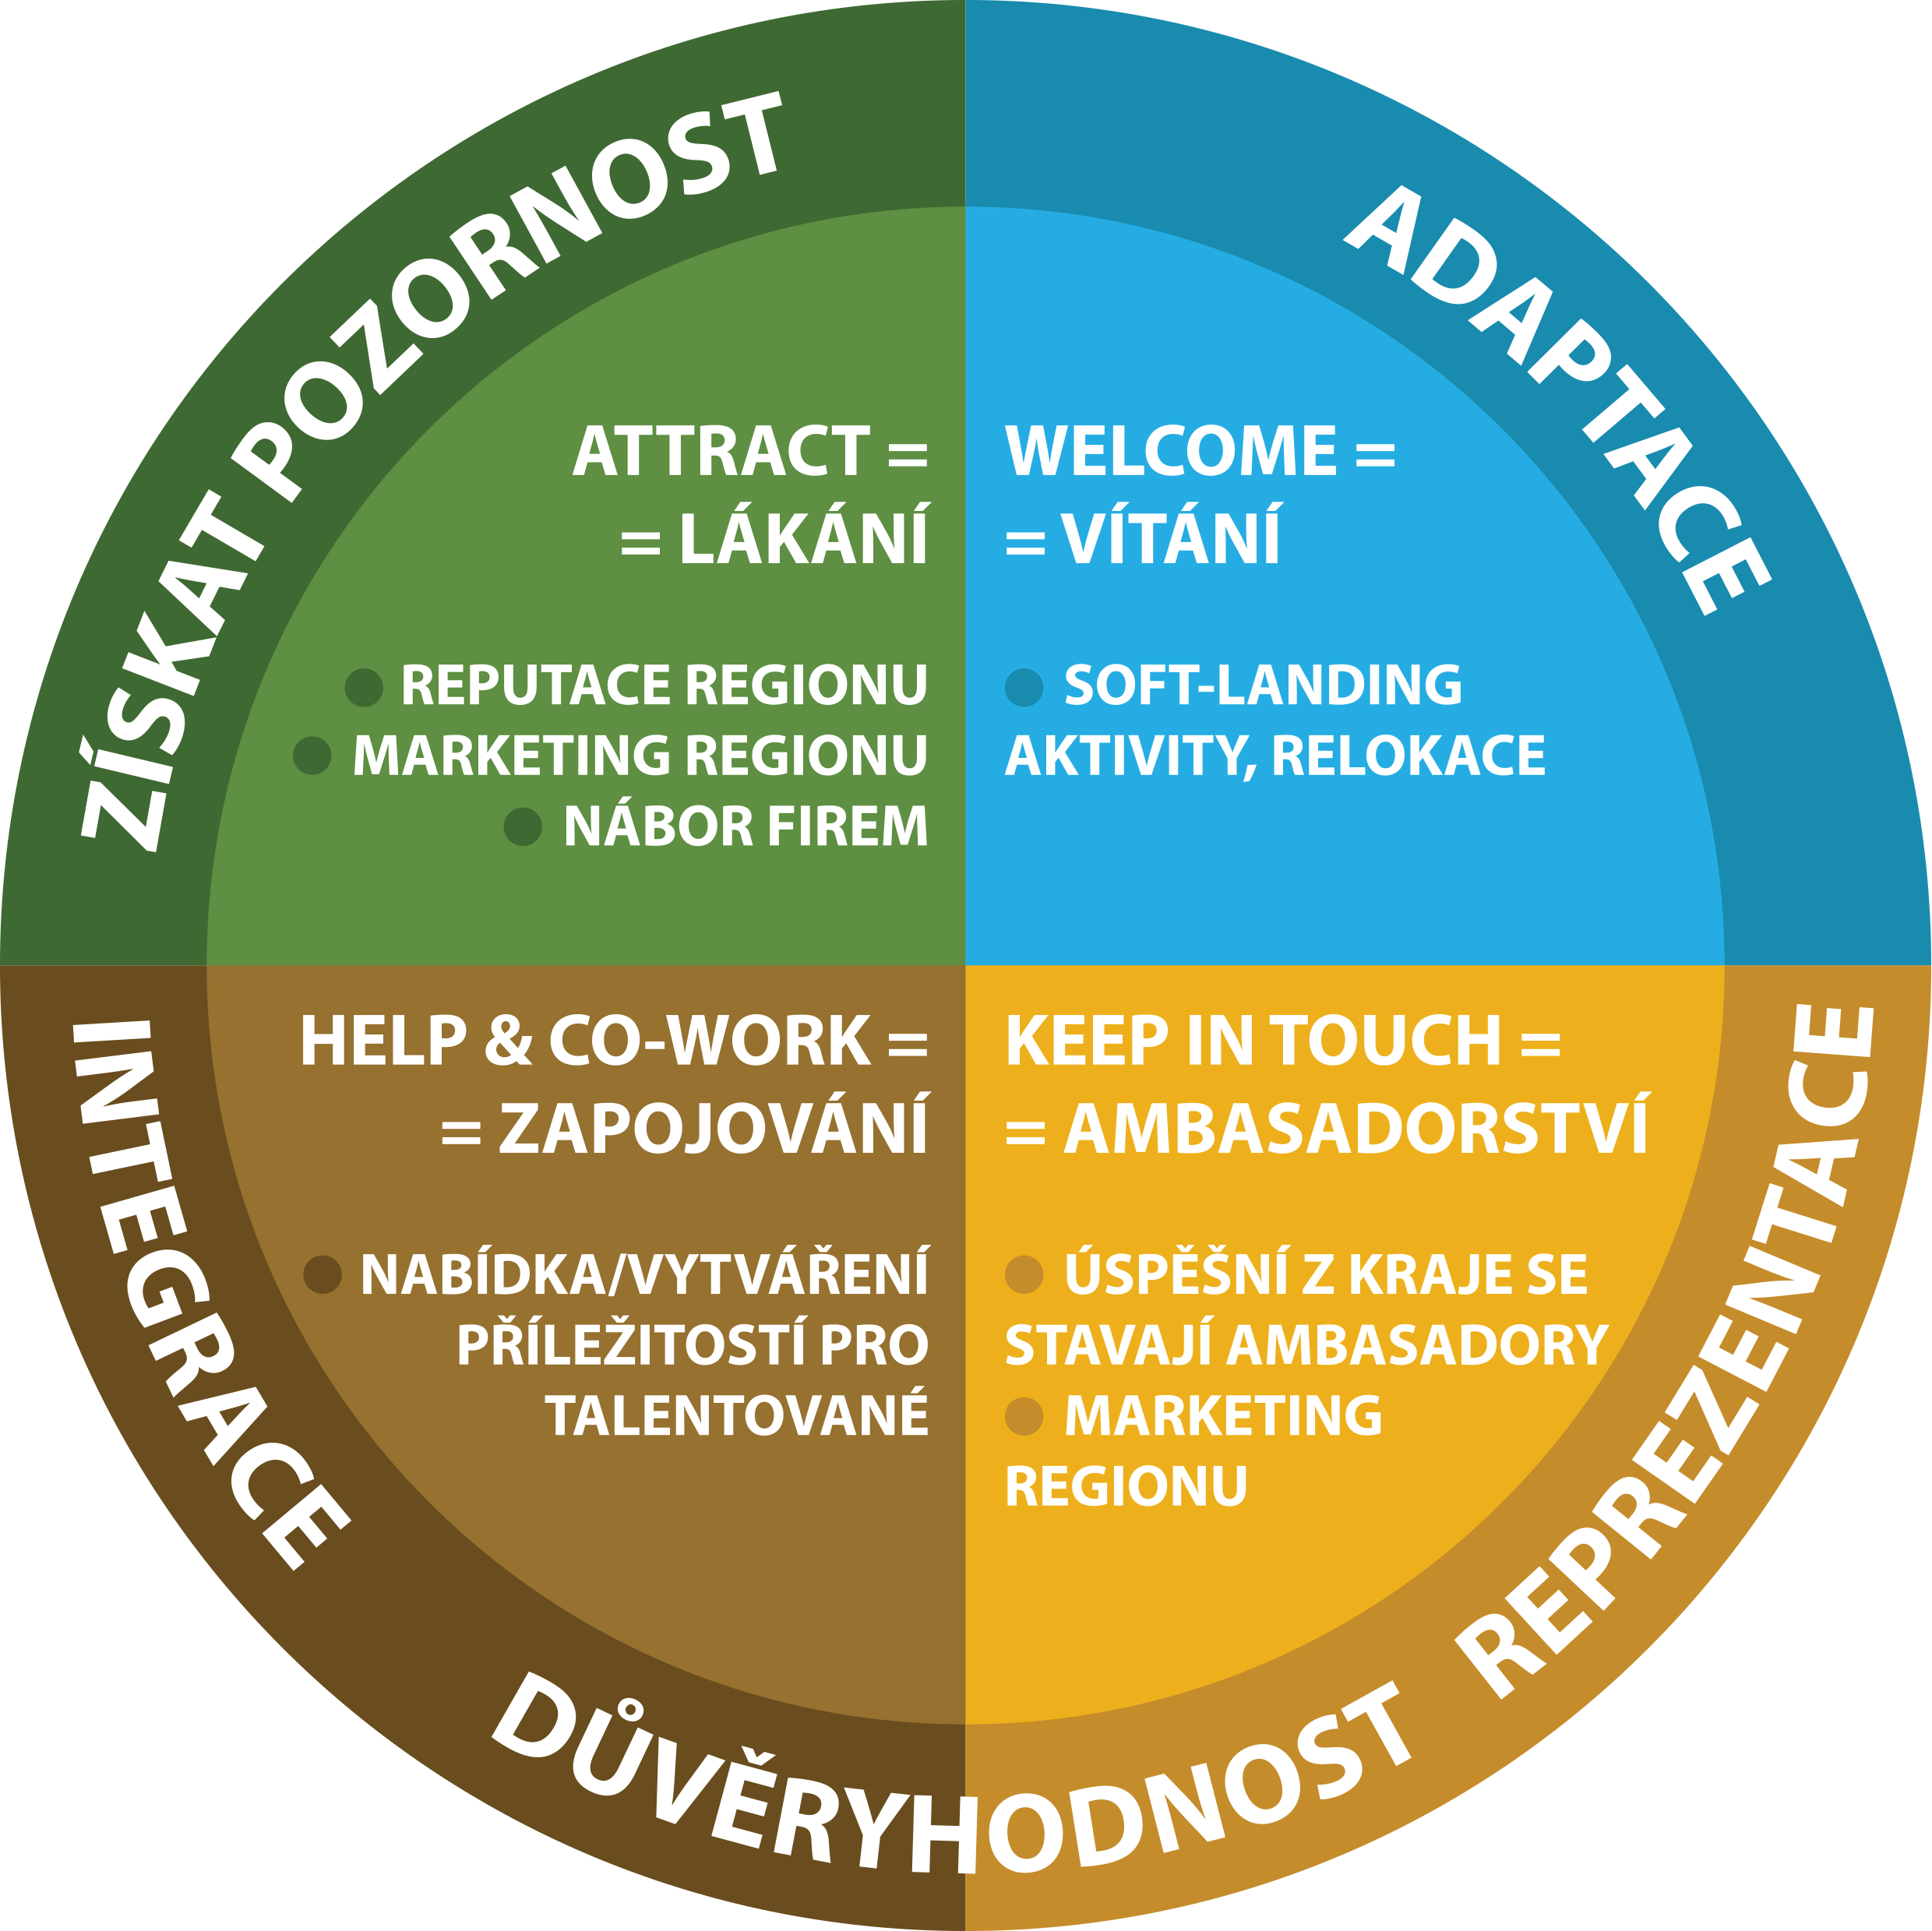 ZÍSKAT POZORNOST
ATTRACT =
= LÁKÁNÍ
REPUTACE REGIONU
MARKETING REGIONU
NÁBOR FIREM
ADAPTACE
WELCOME =
= VÍTÁNÍ
SOFT-LANDING
AKTIVITY, RELOKACE
INTEGRACE
HELP & CO-WORK =
= ZAPOJOVÁNÍ
NABÍDKA/VYTVÁŘENÍ
PŘÍLEŽITOSTÍ PRO
TALENTOVANÉ
KEEP IN TOUCH =
= AMBASADORSTVÍ
ÚSPĚŠNÍ Z KRAJE SE
STÁVAJÍ AMBASADORY
MARKETING
REGIONU
REPREZENTACE
DŮVĚRYHODNOST